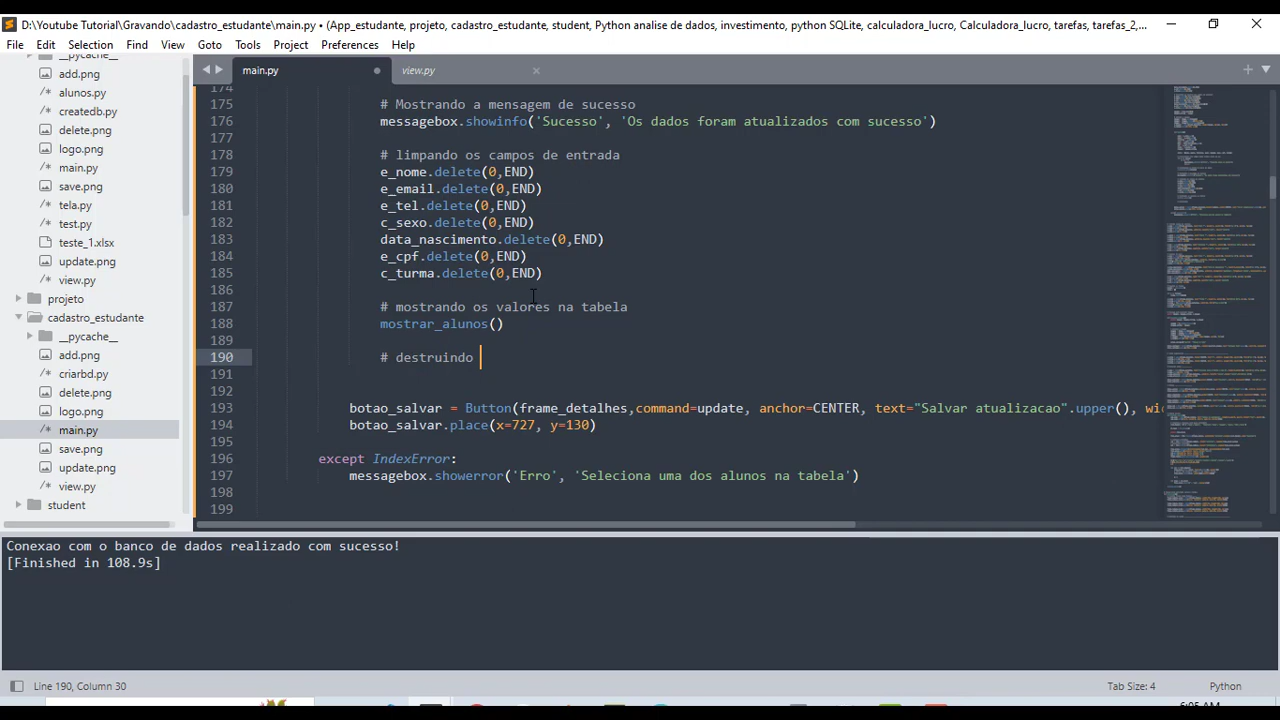 D:\Youtube Tutorial\Gravando\cadastro_estudante\main.py • (App_estudante, projeto, cadastro_estudante, student, Python analise de dados, investimento, python SQLite, calculadora_lucro, Calculadora_lucro, tarefas, tarefas_2,...
File Edit Selection Find View Goto Tools Project Preferences Help
__pycache__
add.png
alunos.py
createdb.py
delete.png
logo.png
main.py
save.png
tela.py
test.py
teste_1.xlsx
update.png
view.py
projeto
cadastro_estudante
__pycache__
add.png
criarbd.py
delete.png
logo.png
main.py
save.png
update.png
view.py
student
main.py view.py
174
175 # Mostrando a mensagem de sucesso
176 messagebox.showinfo('Sucesso', 'Os dados foram atualizados com sucesso')
177
178 # limpando os campos de entrada
179 e_nome.delete(0,END)
180 e_email.delete(0,END)
181 e_tel.delete(0,END)
182 c_sexo.delete(0,END)
183 data_nascimento.delete(0,END)
184 e_cpf.delete(0,END)
185 c_turma.delete(0,END)
186
187 # mostrando os valores na tabela
188 mostrar_alunos()
189
190 # destruindo
191
192
193 botao_salvar = Button(frame_detalhes,command=update, anchor=CENTER, text="Salvar atualizacao".upper(), wi
194 botao_salvar.place(x=727, y=130)
195
196 except IndexError:
197 messagebox.showerror('Erro', 'Seleciona uma dos alunos na tabela')
198
199
Conexao com o banco de dados realizado com sucesso!
[Finished in 108.9s]
Line 190, Column 30 Tab Size: 4 Python
6:05 AM